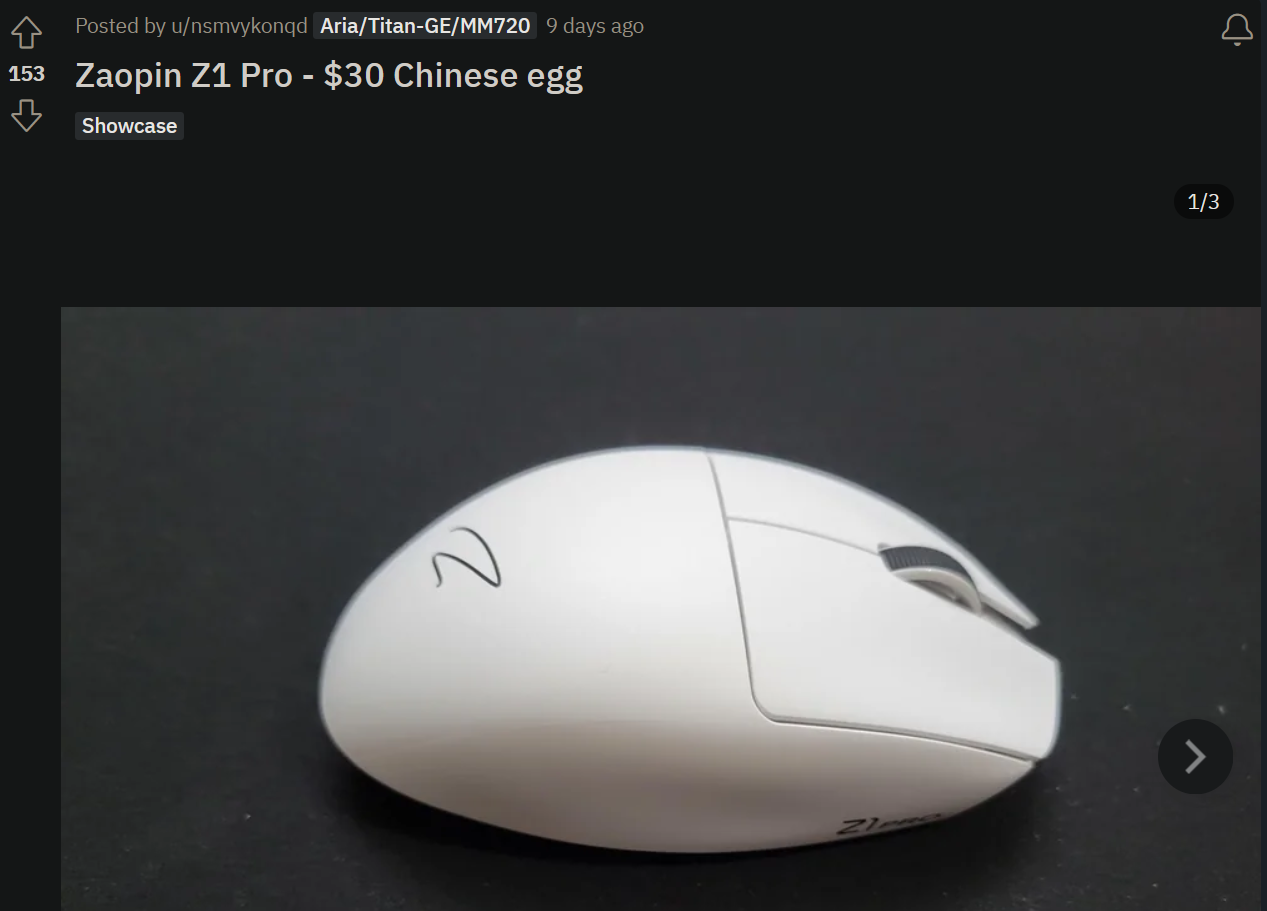 Posted by u/nsmvykonqd Aria/Titan-GE/MM720 9 days ago
153
Zaopin Z1 Pro - $30 Chinese egg
Showcase
1/3
Z1 PRO